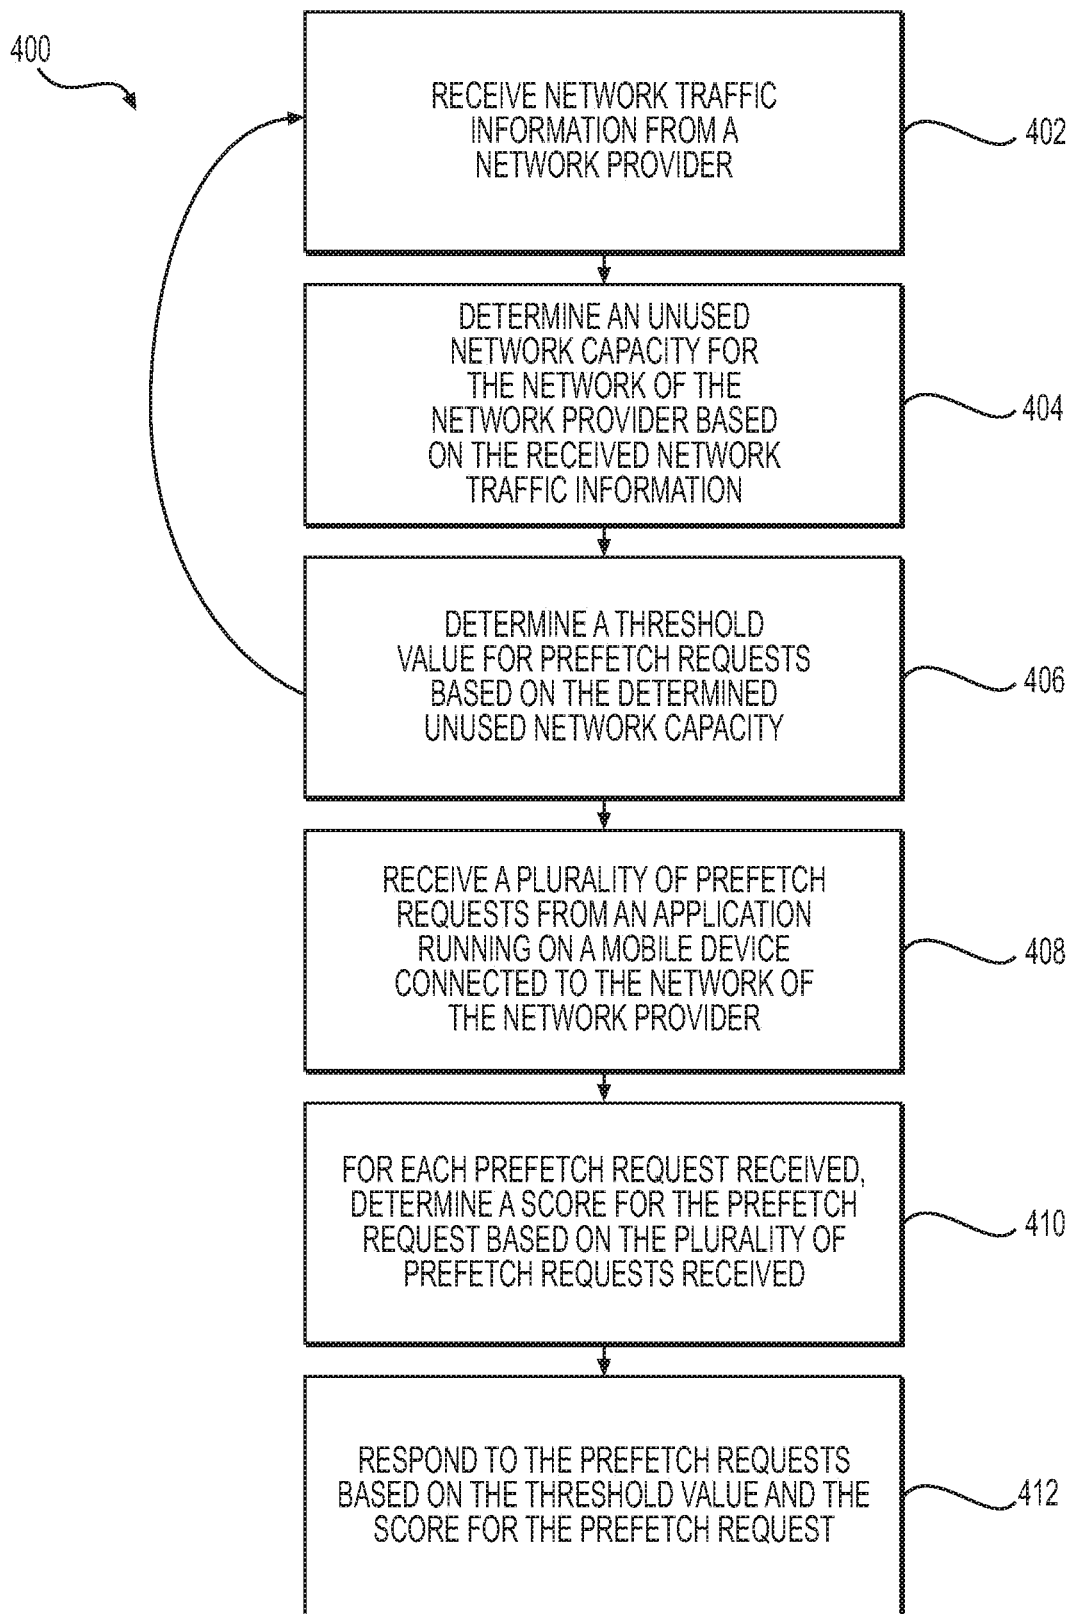 400
RECEIVE NETWORK TRAFFIC
INFORMATION FROM A
NETWORK PROVIDER
402
DETERMINE AN UNUSED
NETWORK CAPACITY FOR
THE NETWORK OF THE
NETWORK PROVIDER BASED
ON THE RECEIVED NETWORK
TRAFFIC INFORMATION
404
DETERMINE A THRESHOLD
VALUE FOR PREFETCH REQUESTS
BASED ON THE DETERMINED
UNUSED NETWORK CAPACITY
406
RECEIVE A PLURALITY OF PREFETCH
REQUESTS FROM AN APPLICATION
RUNNING ON A MOBILE DEVICE
CONNECTED TO THE NETWORK OF
THE NETWORK PROVIDER
408
FOR EACH PREFETCH REQUEST RECEIVED,
DETERMINE A SCORE FOR THE PREFETCH
REQUEST BASED ON THE PLURALITY OF
PREFETCH REQUESTS RECEIVED
410
RESPOND TO THE PREFETCH REQUESTS
BASED ON THE THRESHOLD VALUE AND THE
SCORE FOR THE PREFETCH REQUEST
412